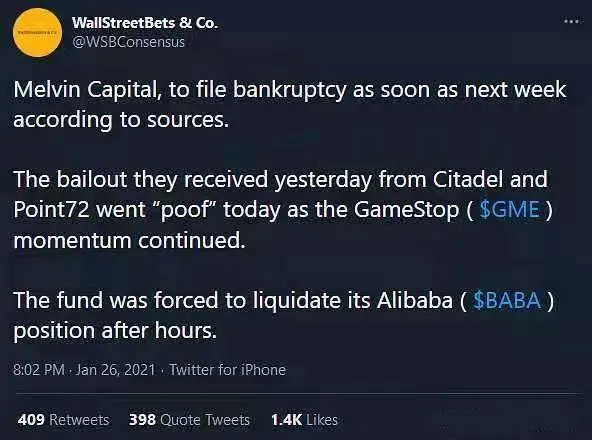 WallStreetBets & Co.
@WSBConsensus
Melvin Capital, to file bankruptcy as soon as next week
according to sources.
The bailout they received yesterday from Citadel and
Point72 went “poof” today as the GameStop ( $GME )
momentum continued.
The fund was forced to liquidate its Alibaba ( $BABA )
position after hours.
8:02 PM · Jan 26, 2021 · Twitter for iPhone
409 Retweets 398 Quote Tweets 1.4K Likes